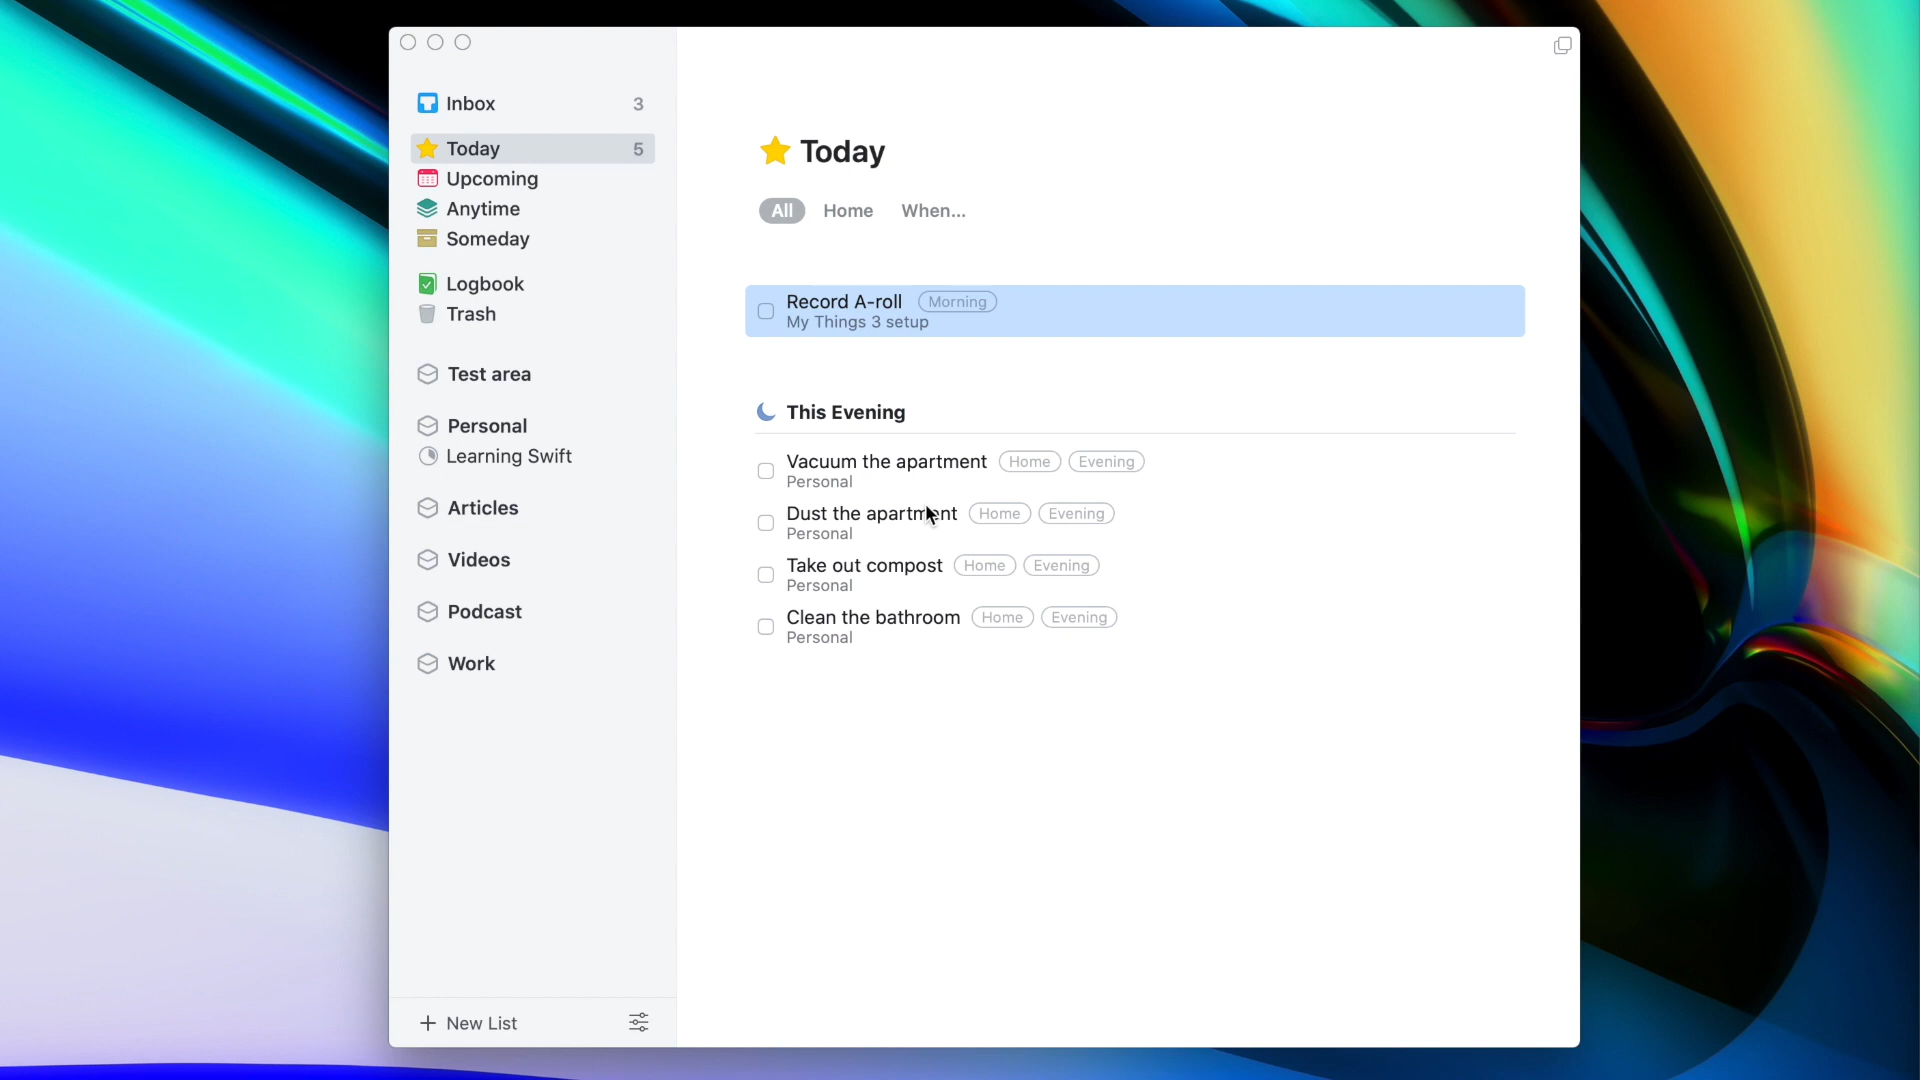 Inbox 3
Today 5
Upcoming
Anytime
Someday
Logbook
Trash
Test area
Personal
Learning Swift
Articles
Videos
Podcast
Work
New List
Today
All Home When...
Record A-roll Morning
My Things 3 setup
This Evening
Vacuum the apartment Home Evening
Personal
Dust the apartment Home Evening
Personal
Take out compost Home Evening
Personal
Clean the bathroom Home Evening
Personal